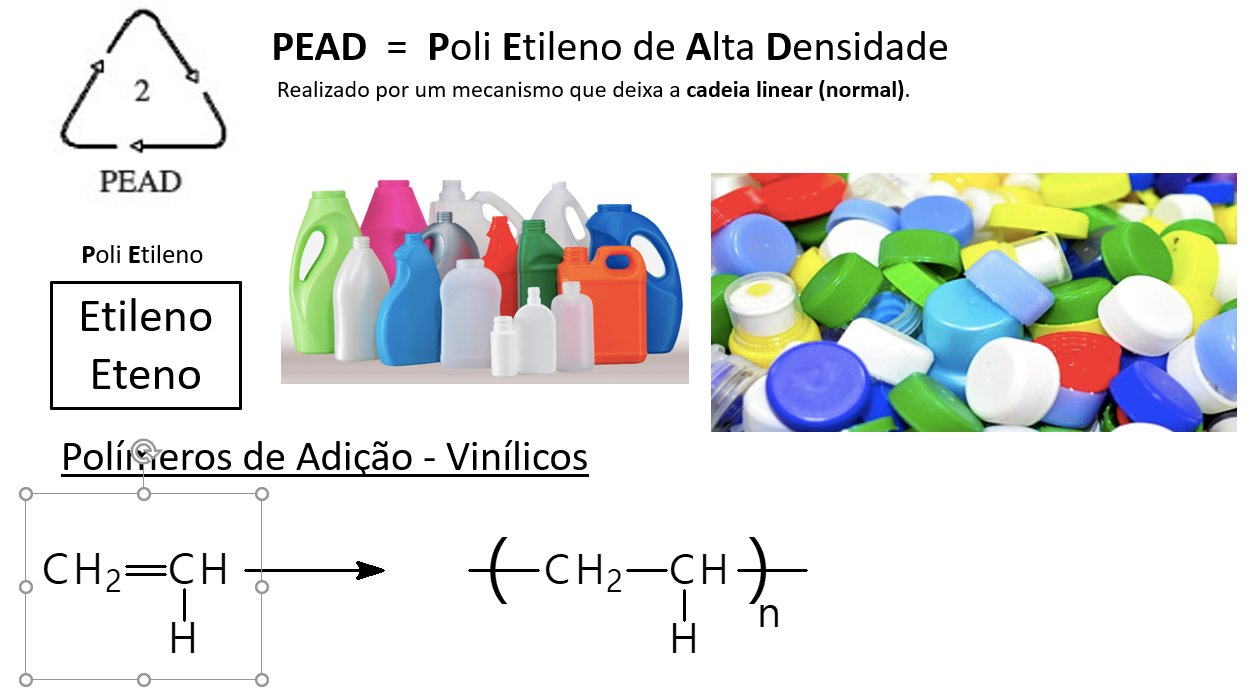 2
PEAD
PEAD = Poli Etileno de Alta Densidade
Realizado por um mecanismo que deixa a cadeia linear (normal).
Poli Etileno
Etileno
Eteno
Polímeros de Adição - Vinílicos
CH2=CH
H
( CH2—CH )n
H